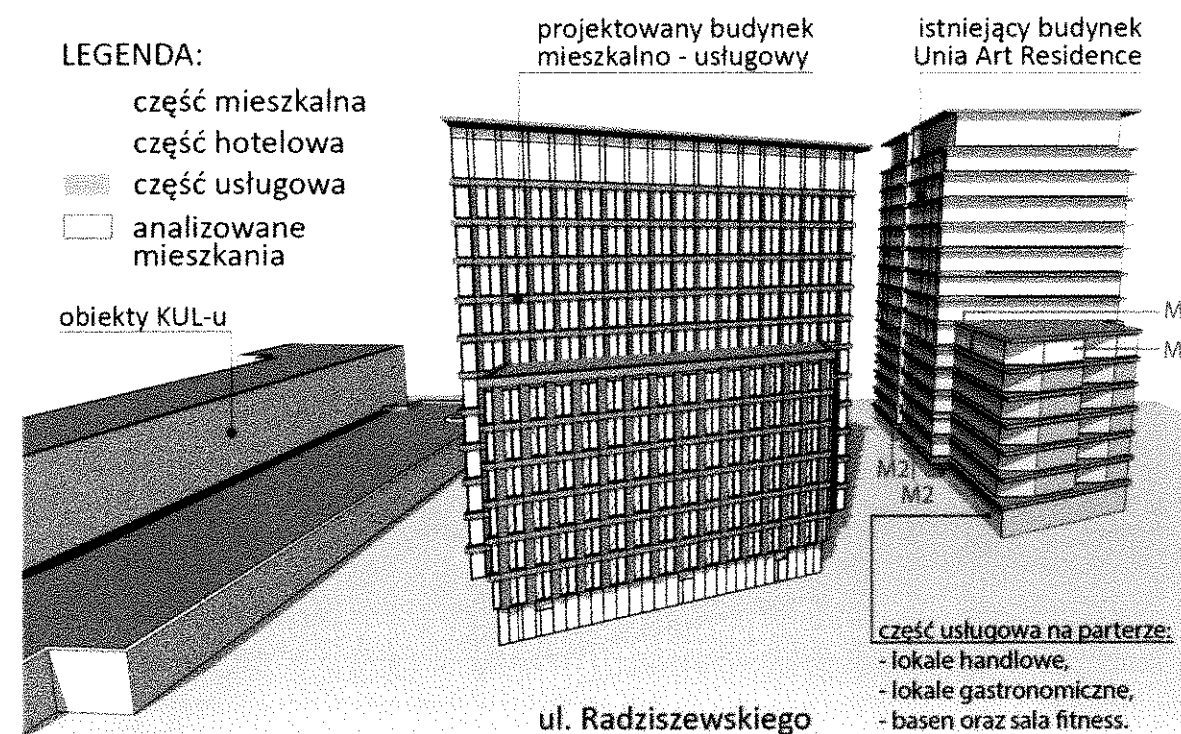 projektowany budynek
mieszkalno - usługowy
istniejący budynek
Unia Art Residence
LEGENDA:
część mieszkalna
część hotelowa
część usługowa
analizowane
mieszkania
obiekty KUL-u
M
M
M2
M2
część usługowa na parterze:
- lokale handlowe,
- lokale gastronomiczne,
- basen oraz sala fitness.
ul. Radziszewskiego